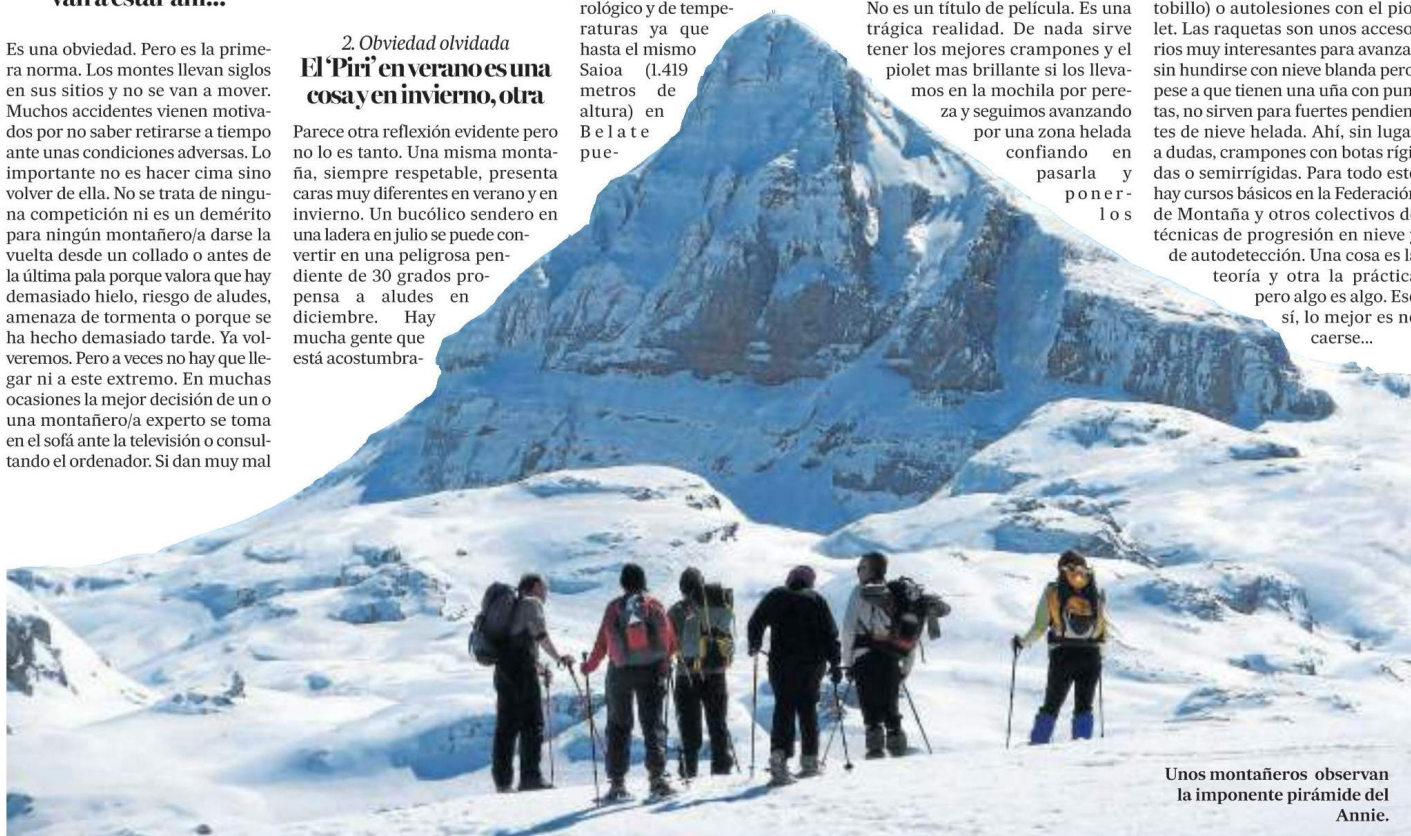 van a estar ahí...
Es una obviedad. Pero es la prime-
ra norma. Los montes llevan siglos
en sus sitios y no se van a mover.
Muchos accidentes vienen motiva-
dos por no saber retirarse a tiempo
ante unas condiciones adversas. Lo
importante no es hacer cima sino
volver de ella. No se trata de ningu-
na competición ni es un demérito
para ningún montañero/a darse la
vuelta desde un collado o antes de
la última pala porque valora que hay
demasiado hielo, riesgo de aludes,
amenaza de tormenta o porque se
ha hecho demasiado tarde. Ya vol-
veremos. Pero a veces no hay que lle-
gar ni a este extremo. En muchas
ocasiones la mejor decisión de un o
una montañero/a experto se toma
en el sofá ante la televisión o consul-
tando el ordenador. Si dan muy mal
2. Obviedad olvidada
El ‘Piri’ en verano es una
cosa y en invierno, otra
Parece otra reflexión evidente pero
no lo es tanto. Una misma monta-
ña, siempre respetable, presenta
caras muy diferentes en verano y en
invierno. Un bucólico sendero en
una ladera en julio se puede con-
vertir en una peligrosa pen-
diente de 30 grados pro-
pensa a aludes en
diciembre. Hay
mucha gente que
está acostumbra-
rológico y de tempe-
raturas ya que
hasta el mismo
Saioa (1.419
metros de
altura) en
Belate
pue-
No es un título de película. Es una
trágica realidad. De nada sirve
tener los mejores crampones y el
piolet mas brillante si los lleva-
mos en la mochila por pere-
za y seguimos avanzando
por una zona helada
confiando en
pasarla y
poner-
los
tobillo) o autolesiones con el pio
let. Las raquetas son unos acceso
rios muy interesantes para avanza
sin hundirse con nieve blanda pero
pese a que tienen una uña con pun
tas, no sirven para fuertes pendien
tes de nieve helada. Ahí, sin luga
a dudas, crampones con botas rígi
das o semirrígidas. Para todo esto
hay cursos básicos en la Federación
de Montaña y otros colectivos de
técnicas de progresión en nieve y
de autodetección. Una cosa es la
teoría y otra la práctica
pero algo es algo. Eso
sí, lo mejor es no
caerse...
Unos montañeros observan
la imponente pirámide del
Annie.